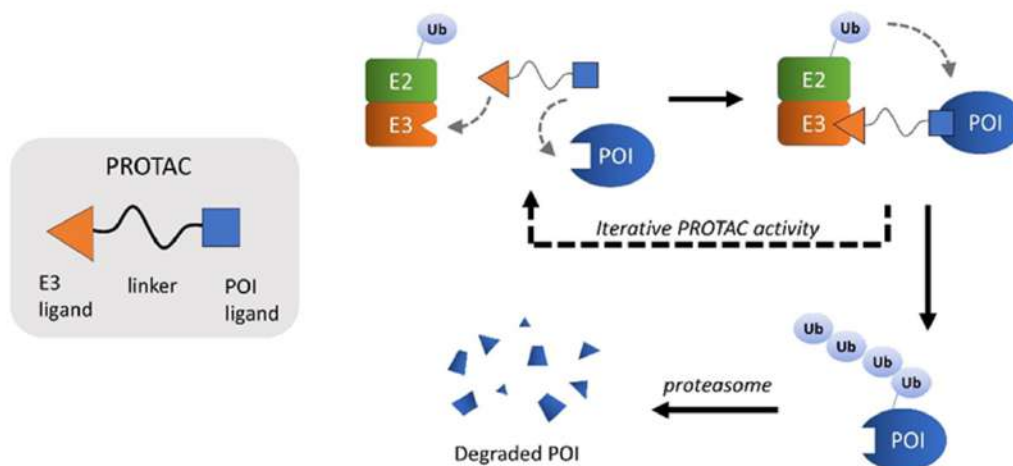 PROTAC
E3
ligand
linker
POI
ligand
Ub
E2
E3
POI
Ub
E2
E3
POI
Iterative PROTAC activity
Ub
Ub
Ub
Ub
POI
proteasome
Degraded POI